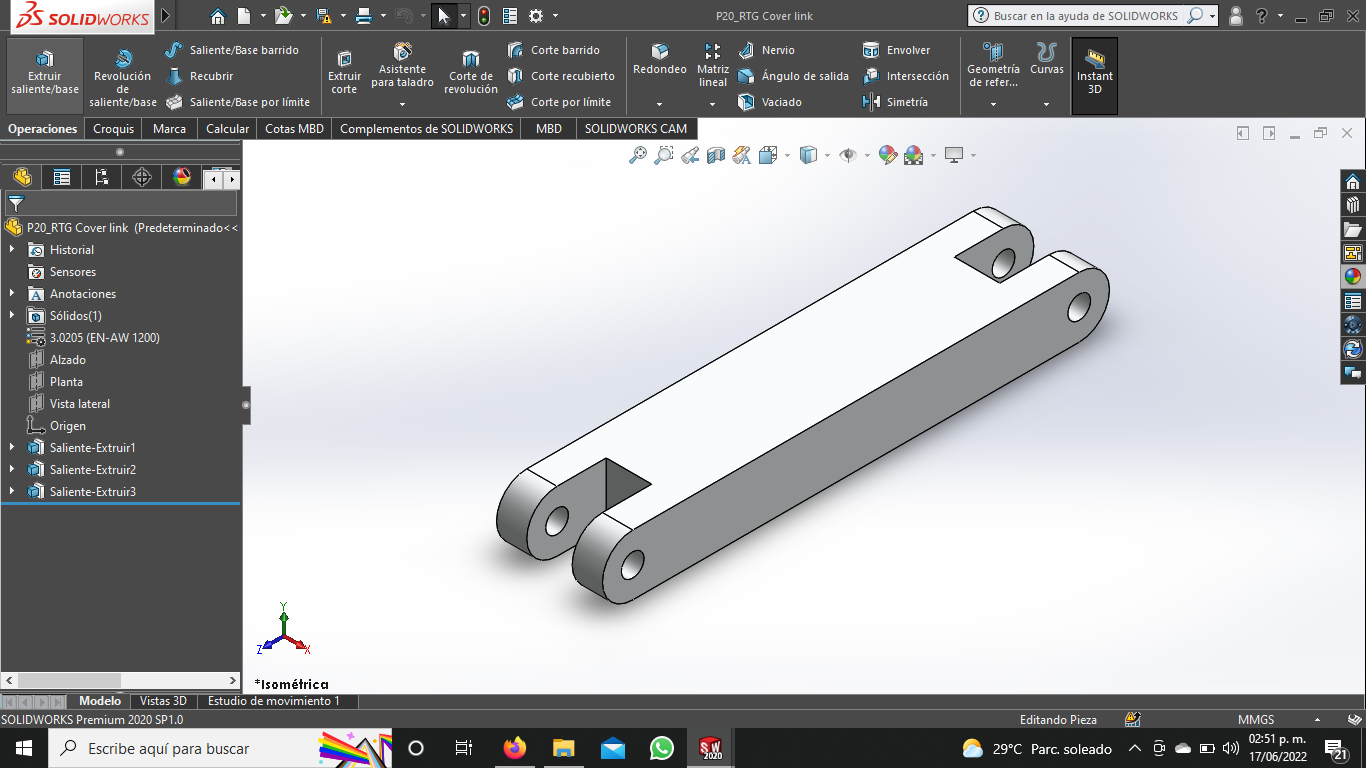 SOLIDWORKS
P20_RTG Cover link
Buscar en la ayuda de SOLIDWORKS
Extruir saliente/base
Revolución de saliente/base
Saliente/Base barrido
Recubrir
Saliente/Base por límite
Extruir corte
Asistente para taladro
Corte de revolución
Corte barrido
Corte recubierto
Corte por límite
Redondeo
Matriz lineal
Nervio
Ángulo de salida
Vaciado
Envolver
Intersección
Simetría
Geometría de refer...
Curvas
Instant 3D
Operaciones
Croquis
Marca
Calcular
Cotas MBD
Complementos de SOLIDWORKS
MBD
SOLIDWORKS CAM
P20_RTG Cover link (Predeterminado<<
Historial
Sensores
Anotaciones
Sólidos(1)
3.0205 (EN-AW 1200)
Alzado
Planta
Vista lateral
Origen
Saliente-Extruir1
Saliente-Extruir2
Saliente-Extruir3
Y
Z
X
*Isométrica
Modelo
Vistas 3D
Estudio de movimiento 1
SOLIDWORKS Premium 2020 SP1.0
Editando Pieza
MMGS
Escribe aquí para buscar
SW
2020
29°C Parc. soleado
02:51 p. m.
17/06/2022
21